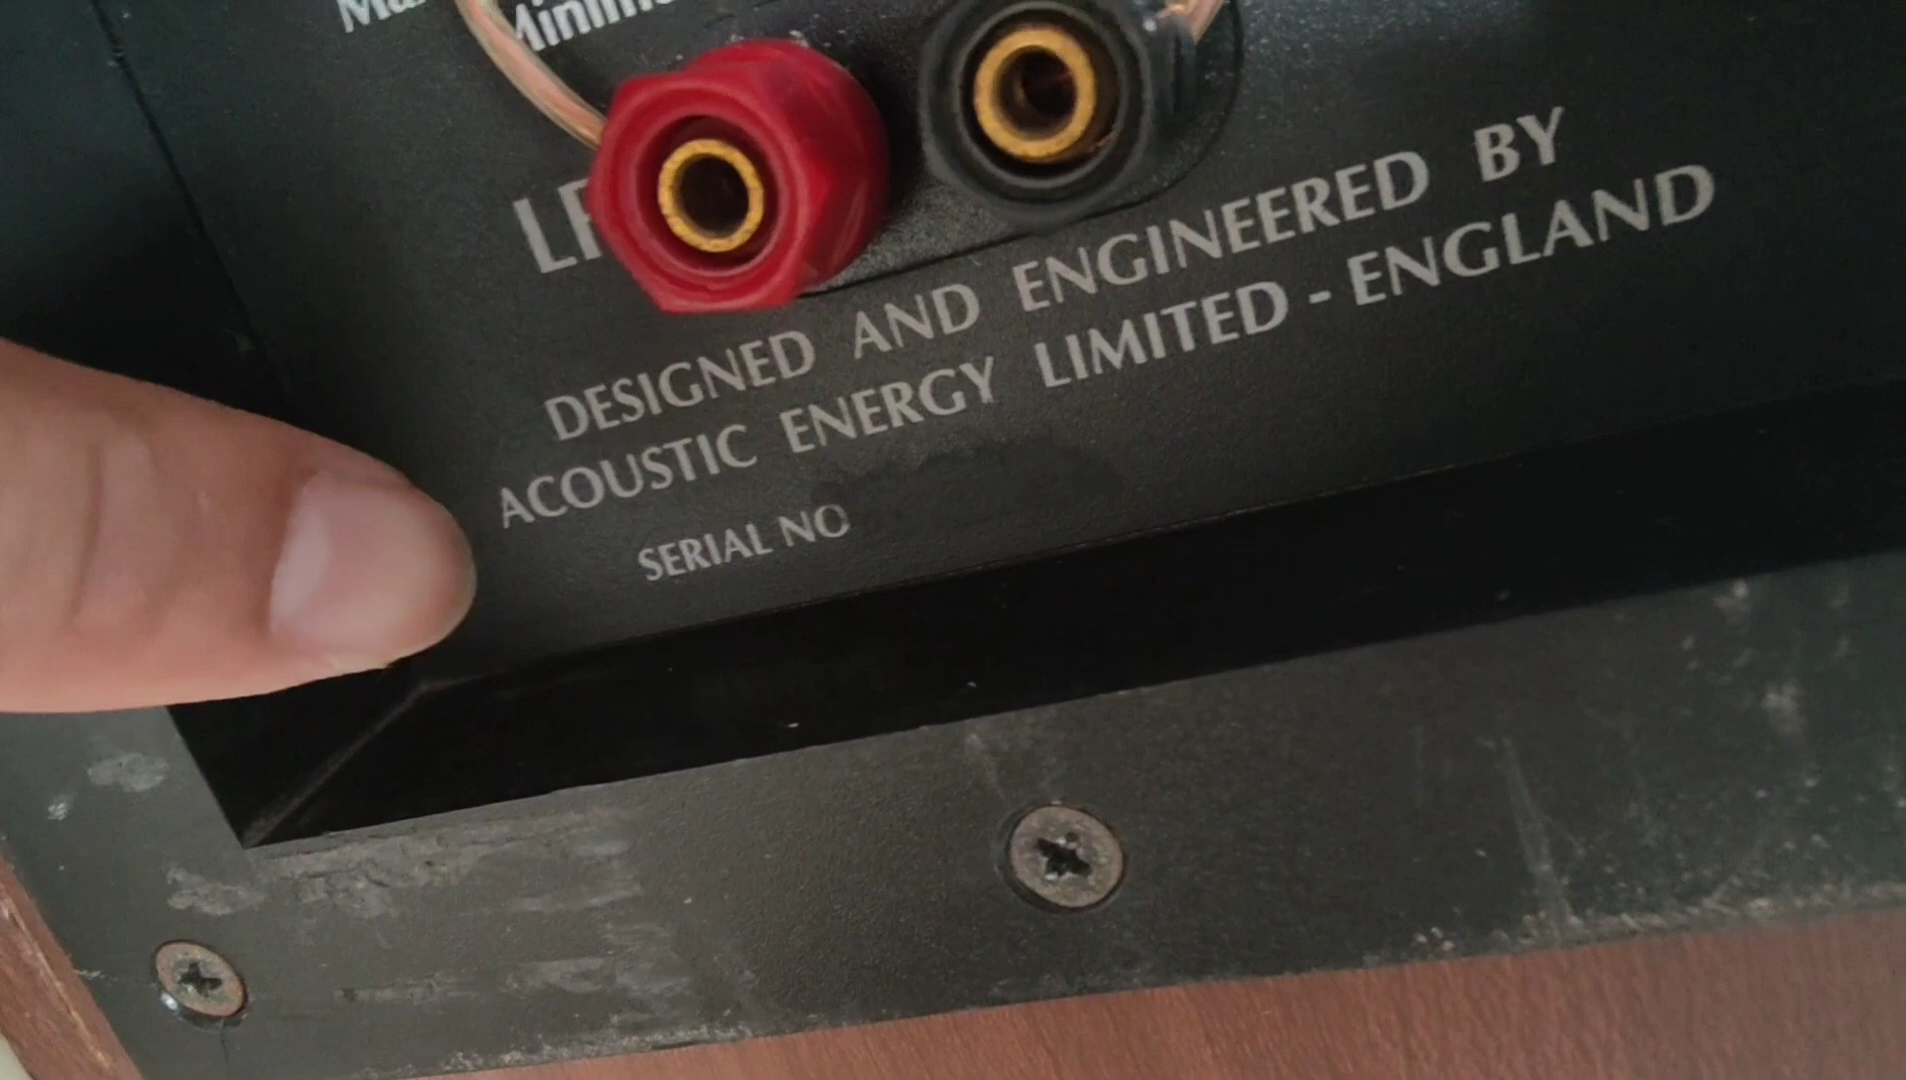 DESIGNED AND ENGINEERED BY
ACOUSTIC ENERGY LIMITED - ENGLAND
SERIAL NO